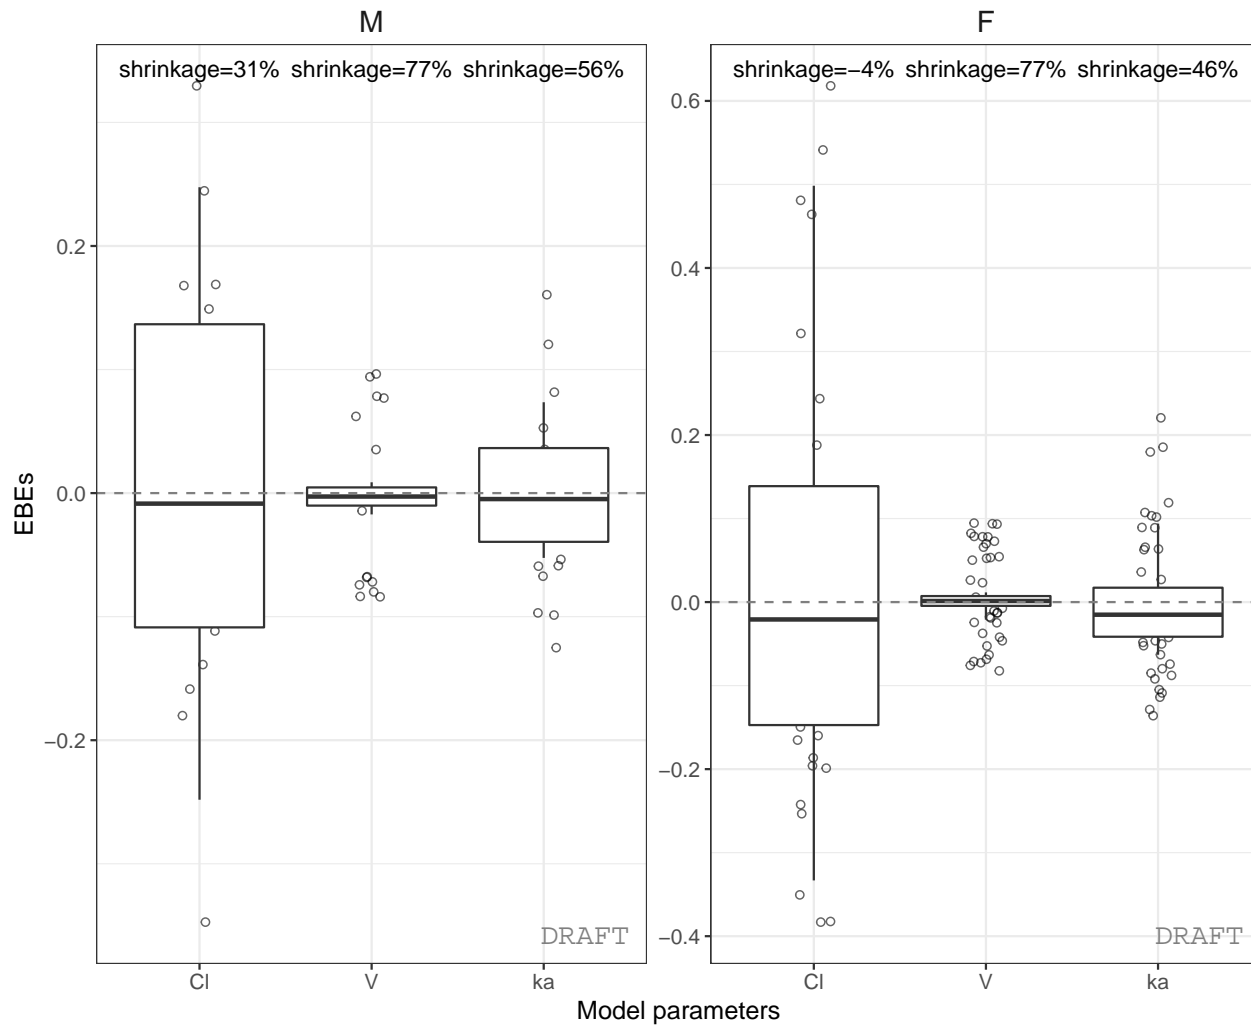 M
F
shrinkage=31% shrinkage=77% shrinkage=56%
shrinkage=−4% shrinkage=77% shrinkage=46%
0.2
0.0
−0.2
0.6
0.4
0.2
0.0
−0.2
−0.4
EBEs
DRAFT
DRAFT
Cl V ka
Cl V ka
Model parameters